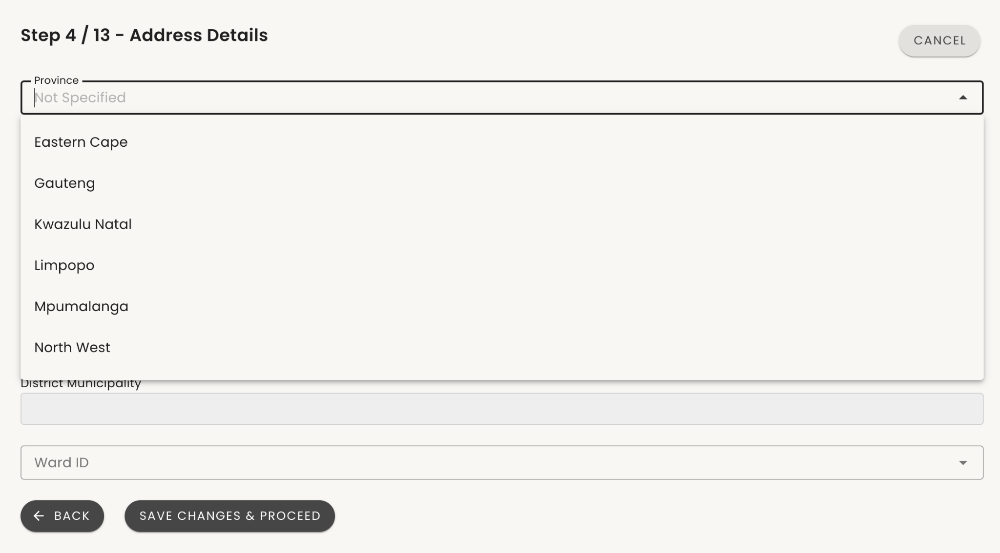 Step 4 / 13 - Address Details
CANCEL
Province
Not Specified
Eastern Cape
Gauteng
Kwazulu Natal
Limpopo
Mpumalanga
North West
District Municipality
Ward ID
BACK
SAVE CHANGES & PROCEED